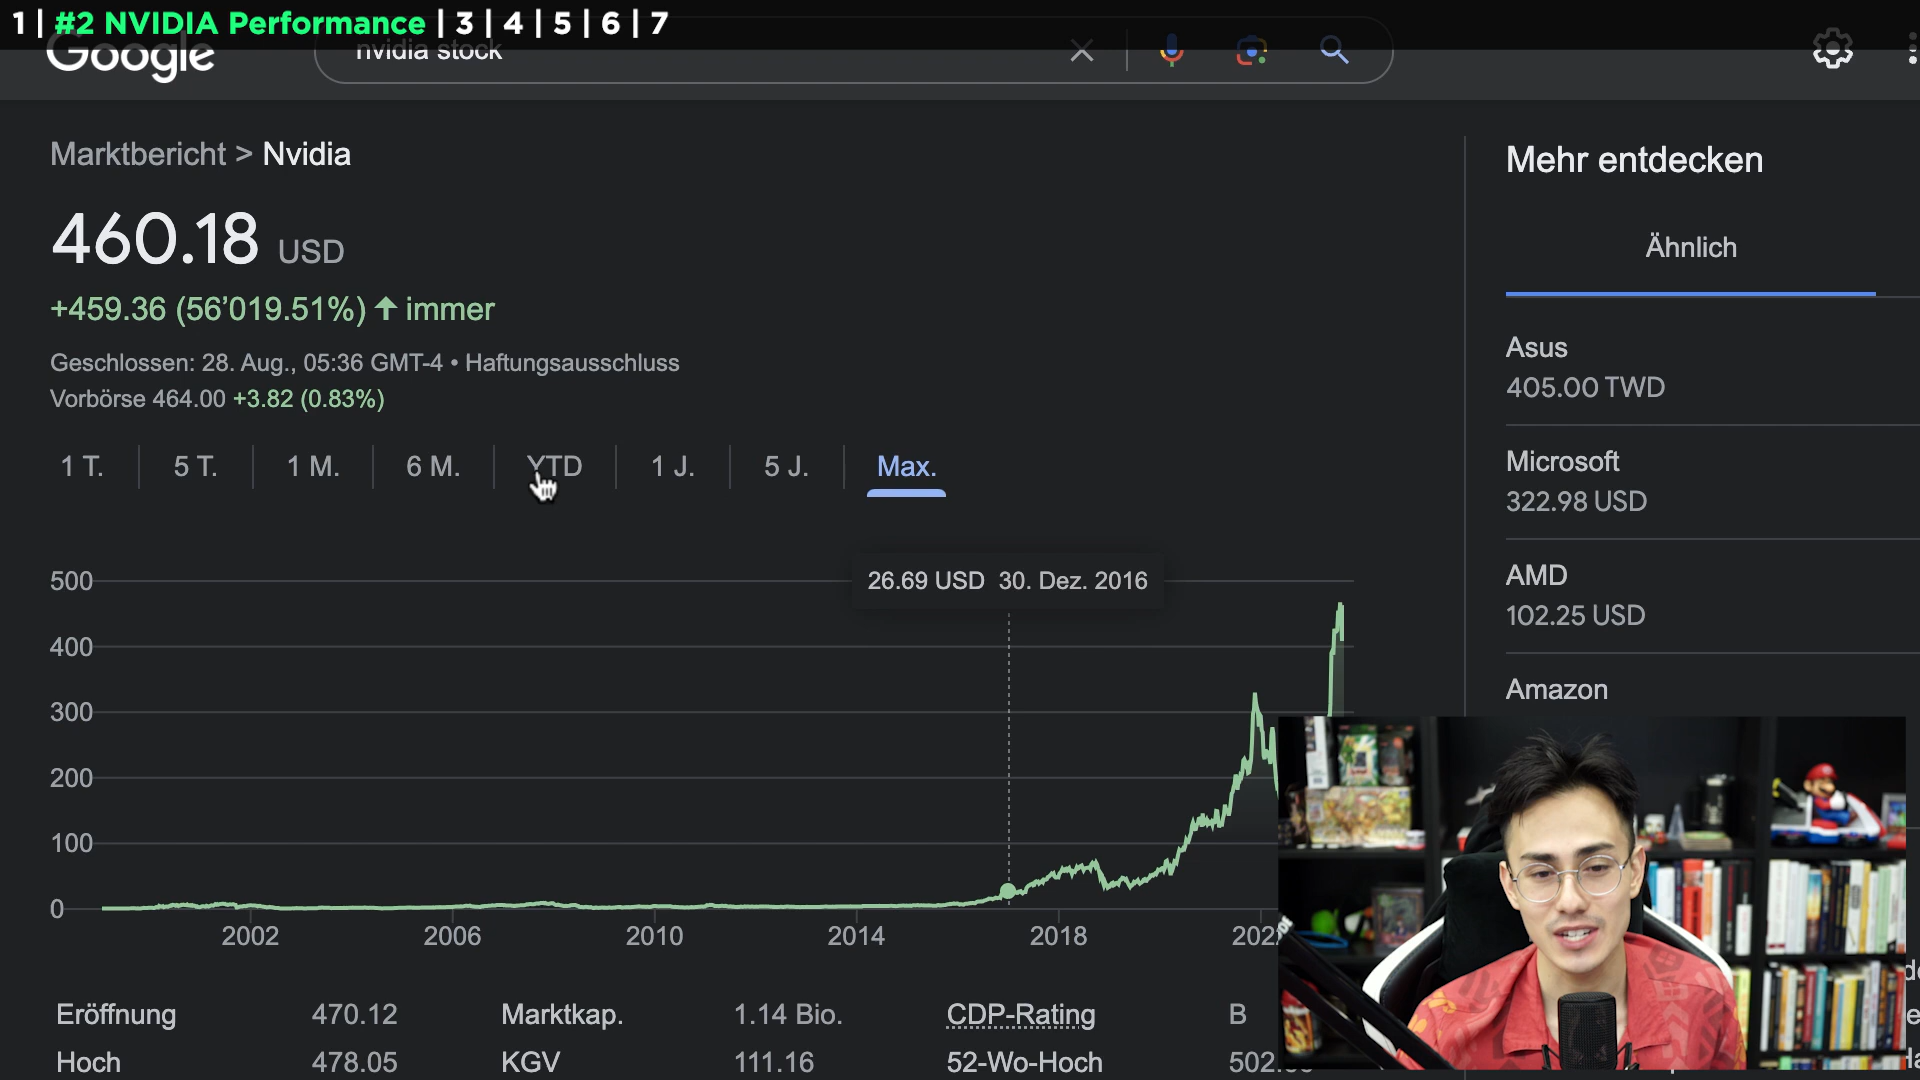 1 | #2 NVIDIA Performance | 3 | 4 | 5 | 6 | 7
Google
nvidia stock
Marktbericht > Nvidia
460.18 USD
+459.36 (56’019.51%) ↑ immer
Geschlossen: 28. Aug., 05:36 GMT-4 • Haftungsausschluss
Vorbörse 464.00 +3.82 (0.83%)
1 T.
5 T.
1 M.
6 M.
YTD
1 J.
5 J.
Max.
26.69 USD 30. Dez. 2016
500
400
300
200
100
0
2002
2006
2010
2014
2018
Eröffnung 470.12
Marktkap. 1.14 Bio.
CDP-Rating B
Hoch 478.05
KGV 111.16
52-Wo-Hoch
Mehr entdecken
Ähnlich
Asus
405.00 TWD
Microsoft
322.98 USD
AMD
102.25 USD
Amazon